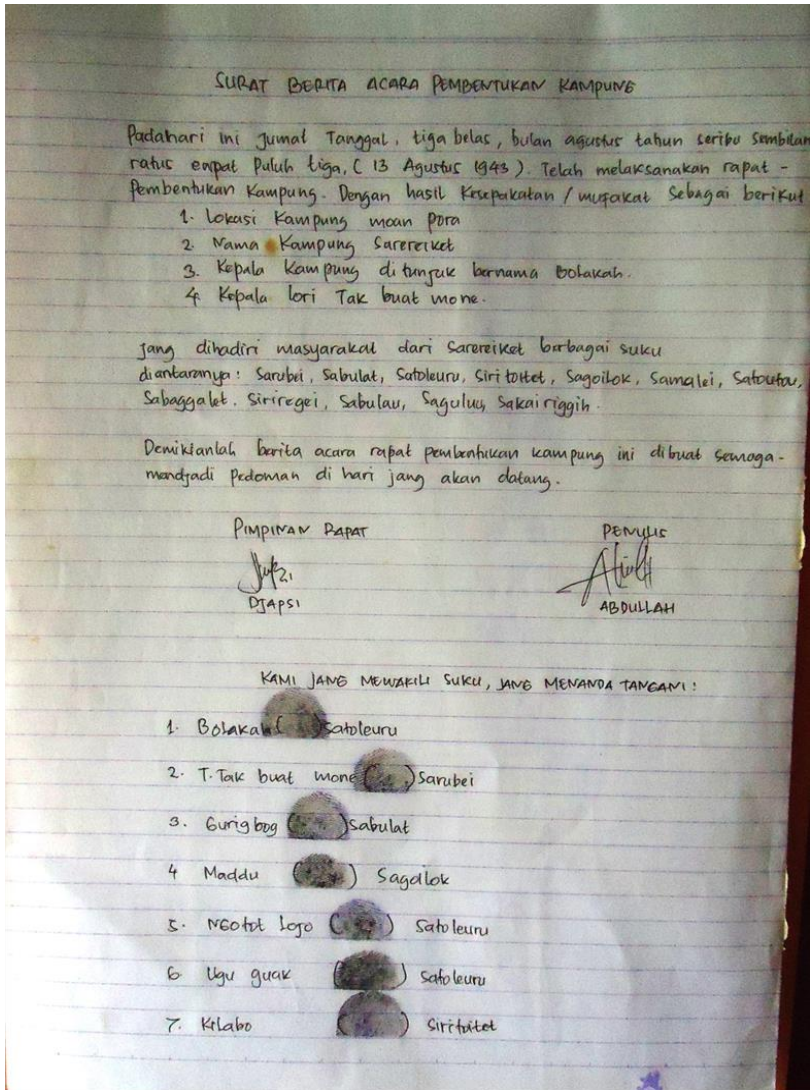 SURAT BERITA ACARA PEMBENTUKAN KAMPUNG
Padahari ini Jumat Tanggal, tiga belas, bulan agustus tahun seribu Sembilan
ratus empat Puluh tiga, ( 13 Agustus 1943 ). Telah melaksanakan rapat -
Pembentukan Kampung. Dengan hasil Kesepakatan / mufakat Sebagai berikut
1. Lokasi Kampung moan pora
2. Nama Kampung Sarereiket
3. Kepala Kampung di tunjuk bernama Bolakah.
4. Kepala lori Tak buat mone.
jang dihadiri masyarakat dari Sarereiket berbagai suku
diantaranya : Sarubei, Sabulat, Satoleuru, Siritoitet, Sagoilok, Samalei, Satoutou,
Sabaggalet. Siriregei, Sabulau, Saguluu, Sakairiggih.
Demikianlah berita acara rapat pembentukan kampung ini dibuat semoga -
mendjadi Pedoman di hari jang akan datang.
PIMPINAN RAPAT PENULIS
DJAPSI ABDULLAH
KAMI JANG MEWAKILI SUKU, JANG MENANDA TANGANI :
1. Bolakah ( ) Satoleuru
2. T. Tak buat mone ( ) Sarubei
3. Gurigbog ( ) Sabulat
4 Maddu ( ) Sagoilok
5. NGotot Lojo ( ) Satoleuru
6 Ugu guak ( ) Satoleuru
7. Kelabo ( ) Siritoitet